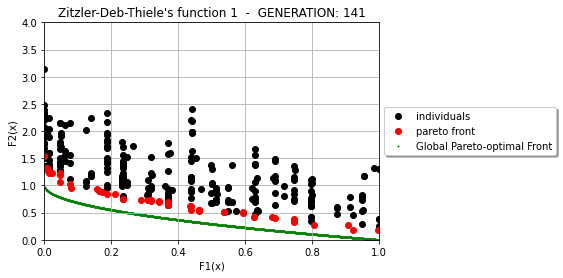 Zitzler-Deb-Thiele's function 1 - GENERATION: 141
4.0
3.5
3.0
2.5
2.0
1.5
1.0
0.5
0.0
F2(x)
0.0 0.2 0.4 0.6 0.8 1.0
F1(x)
individuals
pareto front
Global Pareto-optimal Front